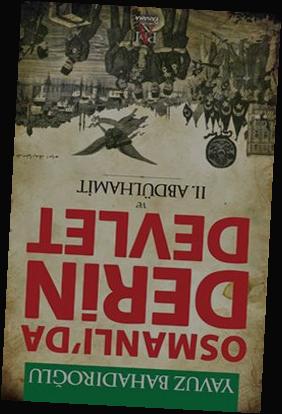 YAVUZ BAHADIROĞLU
OSMANLI'DA
DERİN
DEVLET
ve
II. ABDÜLHAMİT